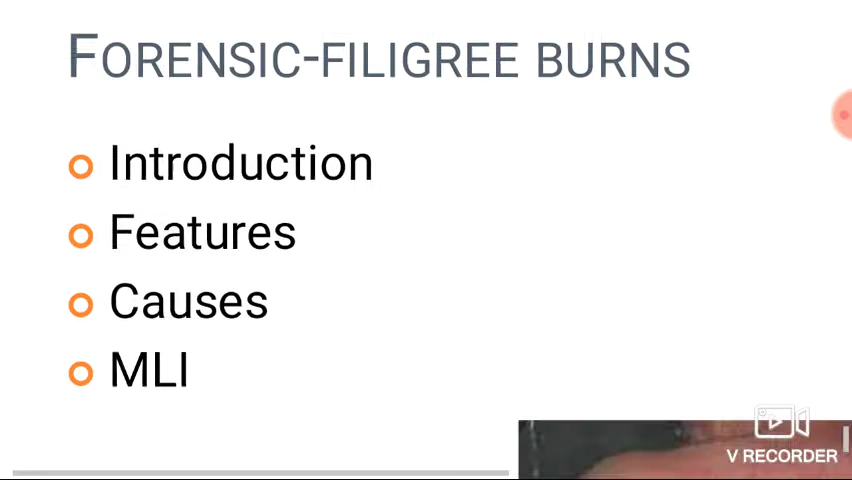 FORENSIC-FILIGREE BURNS
Introduction
Features
Causes
MLI
V RECORDER